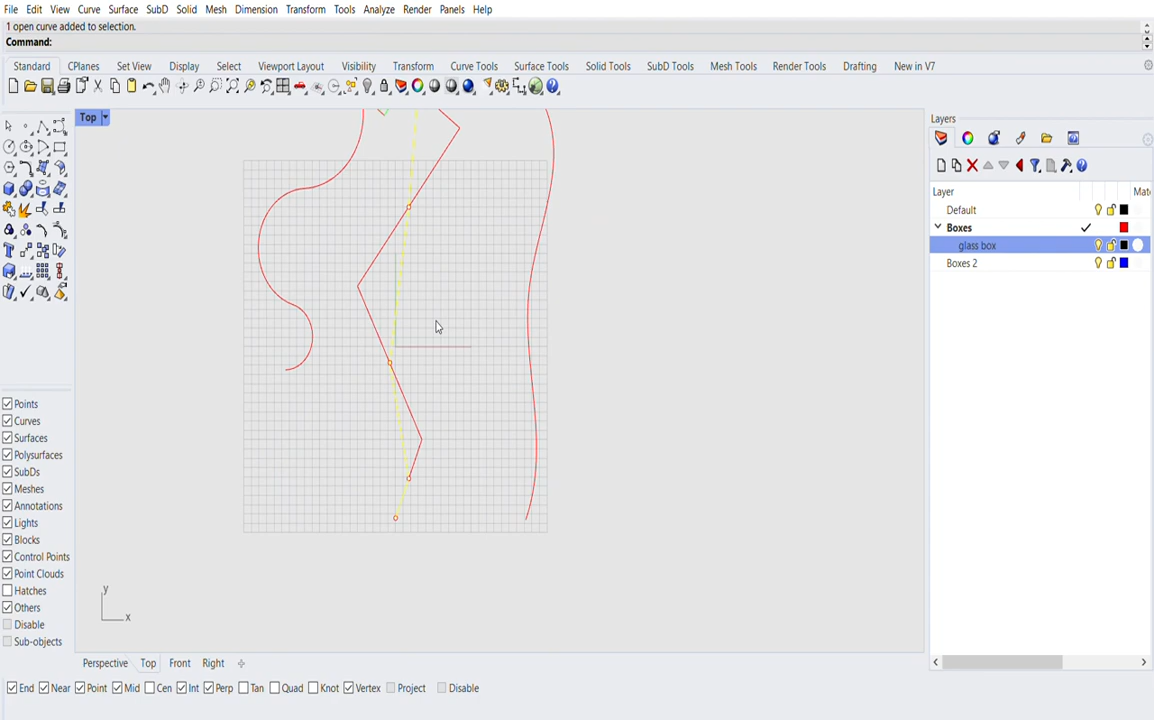 File Edit View Curve Surface Solid Mesh Dimension Transform Tools Analyze Render Panels Help
1 open curve added to selection.
Command:
Standard CPlanes Set View Display Select Viewport Layout Visibility Transform Curve Tools Surface Tools Solid Tools SubD Tools Mesh Tools Render Tools Drafting New in V7
Top
Layers
Layer Mate
Default
Boxes
glass box
Boxes 2
Points
Curves
Surfaces
Polysurfaces
SubDs
Meshes
Annotations
Lights
Blocks
Control Points
Point Clouds
Hatches
Others
Disable
Sub-objects
y
x
Perspective Top Front Right
End Near Point Mid Cen Int Perp Tan Quad Knot Vertex Project Disable